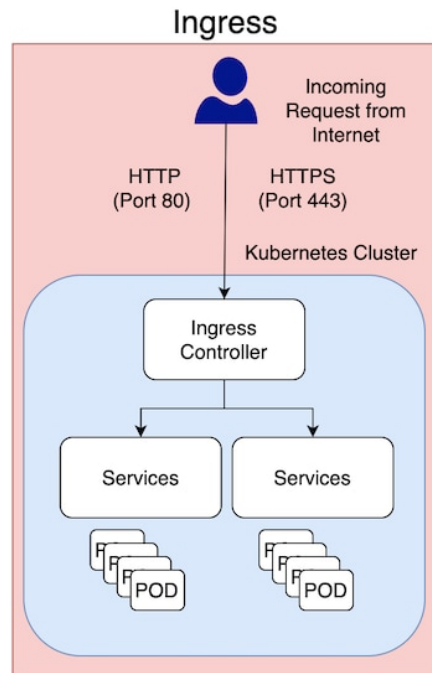 Ingress
Incoming
Request from
Internet
HTTP
(Port 80)
HTTPS
(Port 443)
Kubernetes Cluster
Ingress
Controller
Services
Services
POD
POD